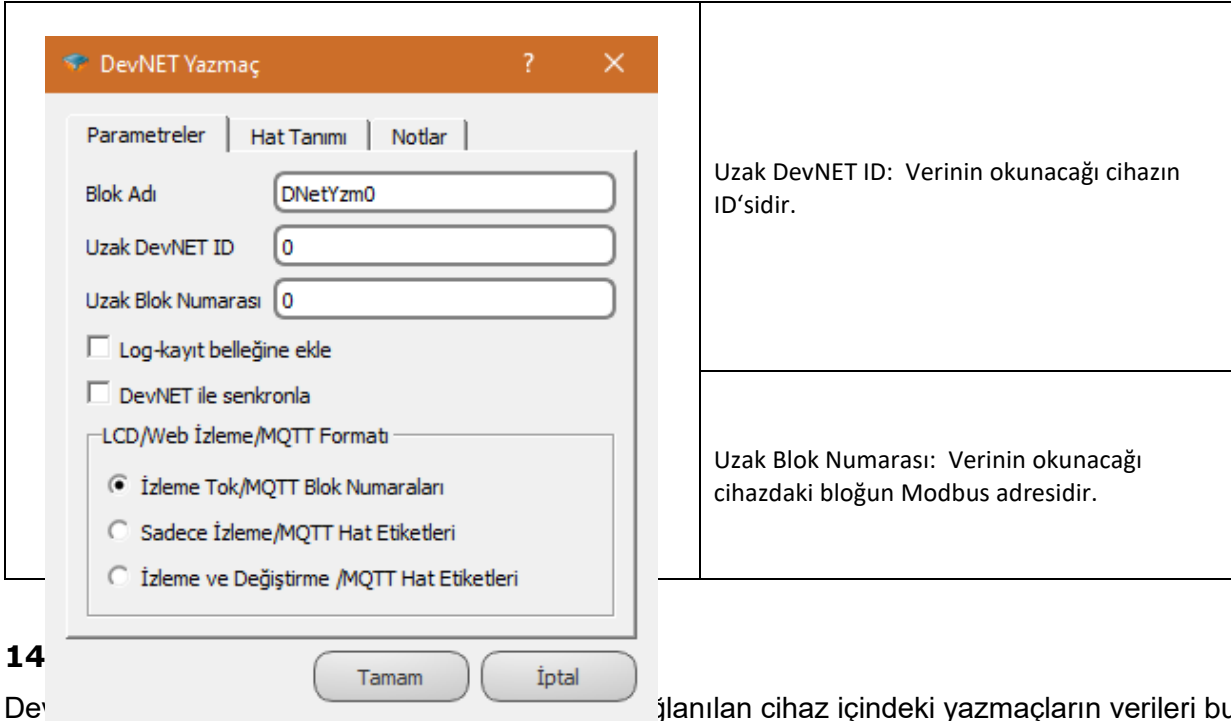 DevNET Yazmaç ? ×
Parametreler Hat Tanımı Notlar
Blok Adı DNetYzm0
Uzak DevNET ID 0
Uzak Blok Numarası 0
Log-kayıt belleğine ekle
DevNET ile senkronla
LCD/Web İzleme/MQTT Formatı
İzleme Yok/MQTT Blok Numaraları
Sadece İzleme/MQTT Hat Etiketleri
İzleme ve Değiştirme /MQTT Hat Etiketleri
Tamam İptal
Uzak DevNET ID: Verinin okunacağı cihazın
ID‘sidir.
Uzak Blok Numarası: Verinin okunacağı
cihazdaki bloğun Modbus adresidir.
14
cihaz içindeki yazmaçların verileri bu